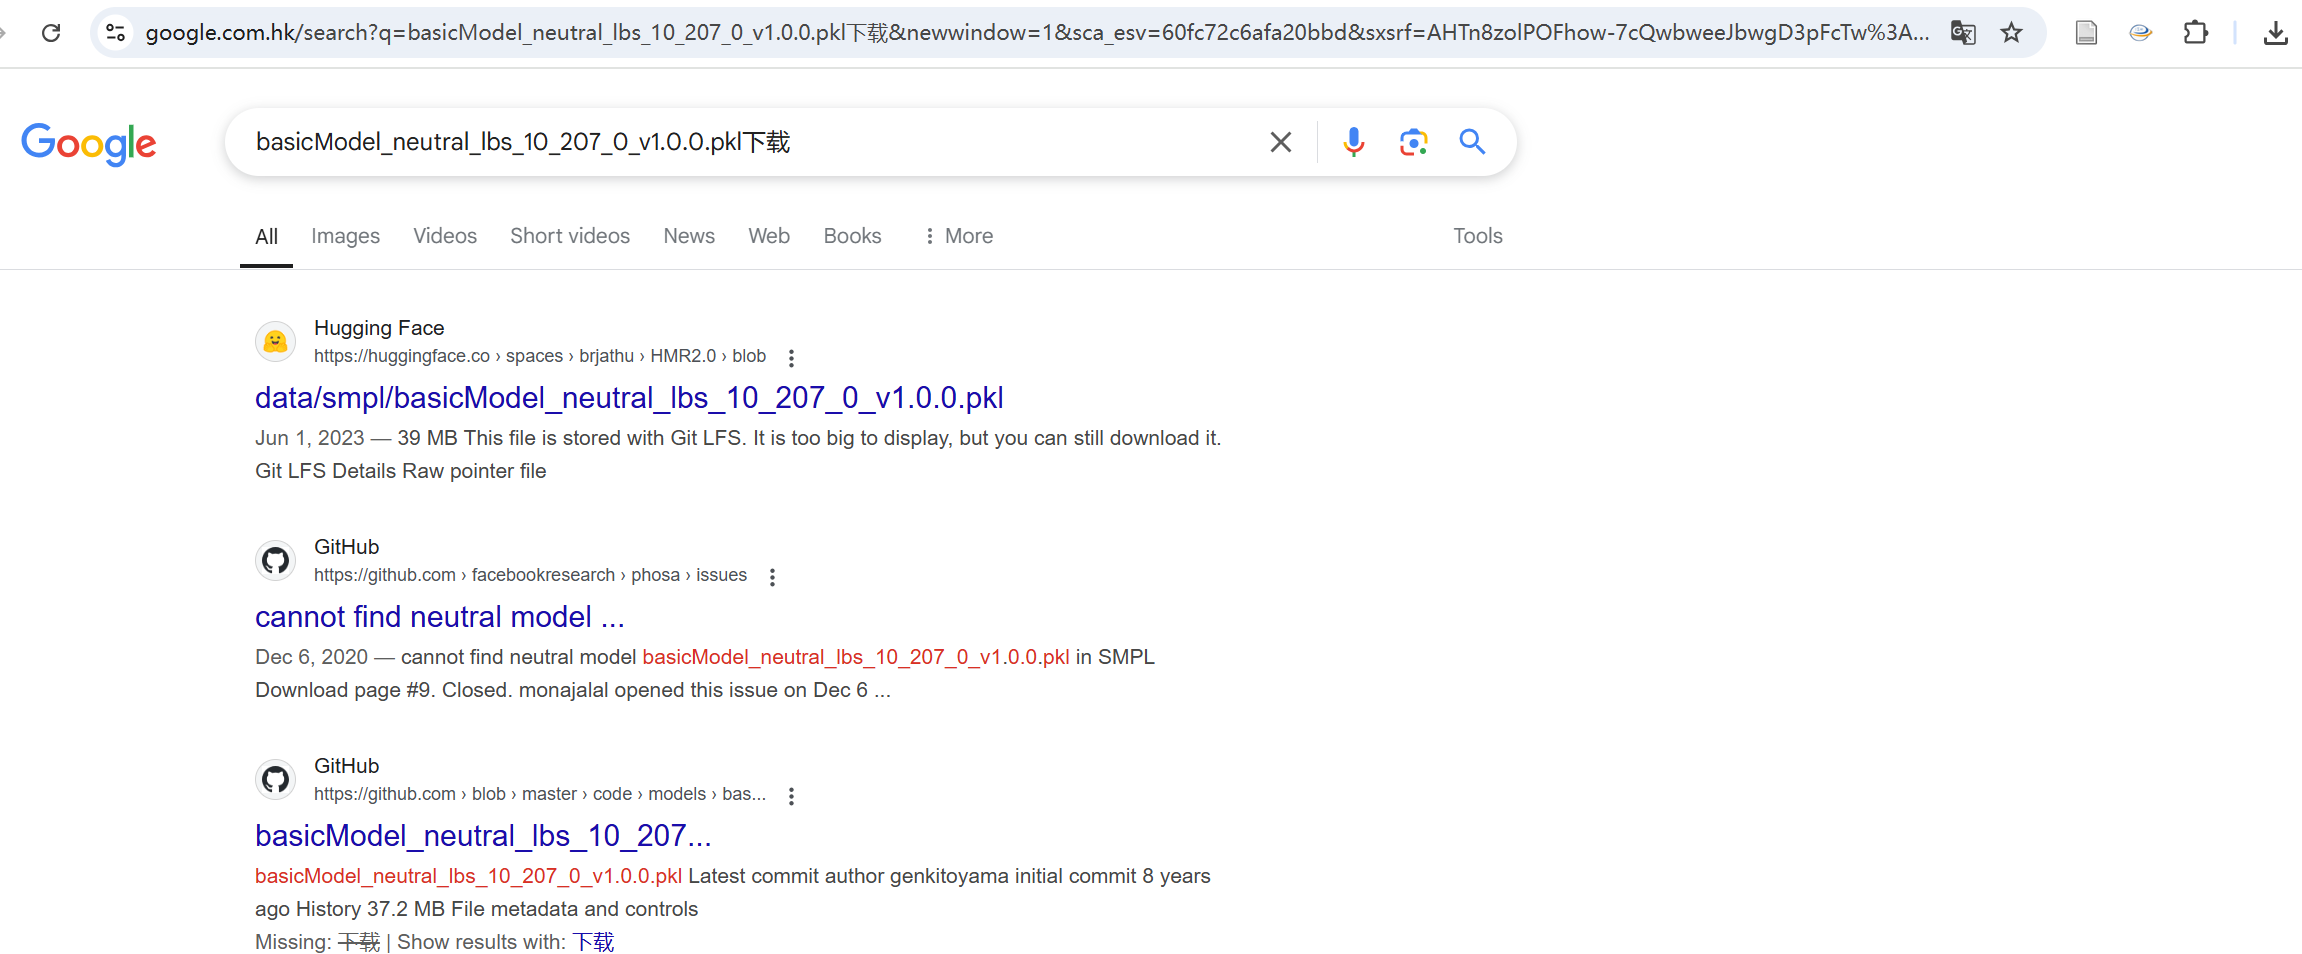 google.com.hk/search?q=basicModel_neutral_lbs_10_207_0_v1.0.0.pkl下载&newwindow=1&sca_esv=60fc72c6afa20bbd&sxsrf=AHTn8zolPOFhow-7cQwbweeJbwgD3pFcTw%3A...
Google
basicModel_neutral_lbs_10_207_0_v1.0.0.pkl下载
All Images Videos Short videos News Web Books More Tools
Hugging Face
https://huggingface.co › spaces › brjathu › HMR2.0 › blob
data/smpl/basicModel_neutral_lbs_10_207_0_v1.0.0.pkl
Jun 1, 2023 — 39 MB This file is stored with Git LFS. It is too big to display, but you can still download it.
Git LFS Details Raw pointer file
GitHub
https://github.com › facebookresearch › phosa › issues
cannot find neutral model ...
Dec 6, 2020 — cannot find neutral model basicModel_neutral_lbs_10_207_0_v1.0.0.pkl in SMPL
Download page #9. Closed. monajalal opened this issue on Dec 6 ...
GitHub
https://github.com › blob › master › code › models › bas...
basicModel_neutral_lbs_10_207...
basicModel_neutral_lbs_10_207_0_v1.0.0.pkl Latest commit author genkitoyama initial commit 8 years
ago History 37.2 MB File metadata and controls
Missing: 下载 | Show results with: 下载